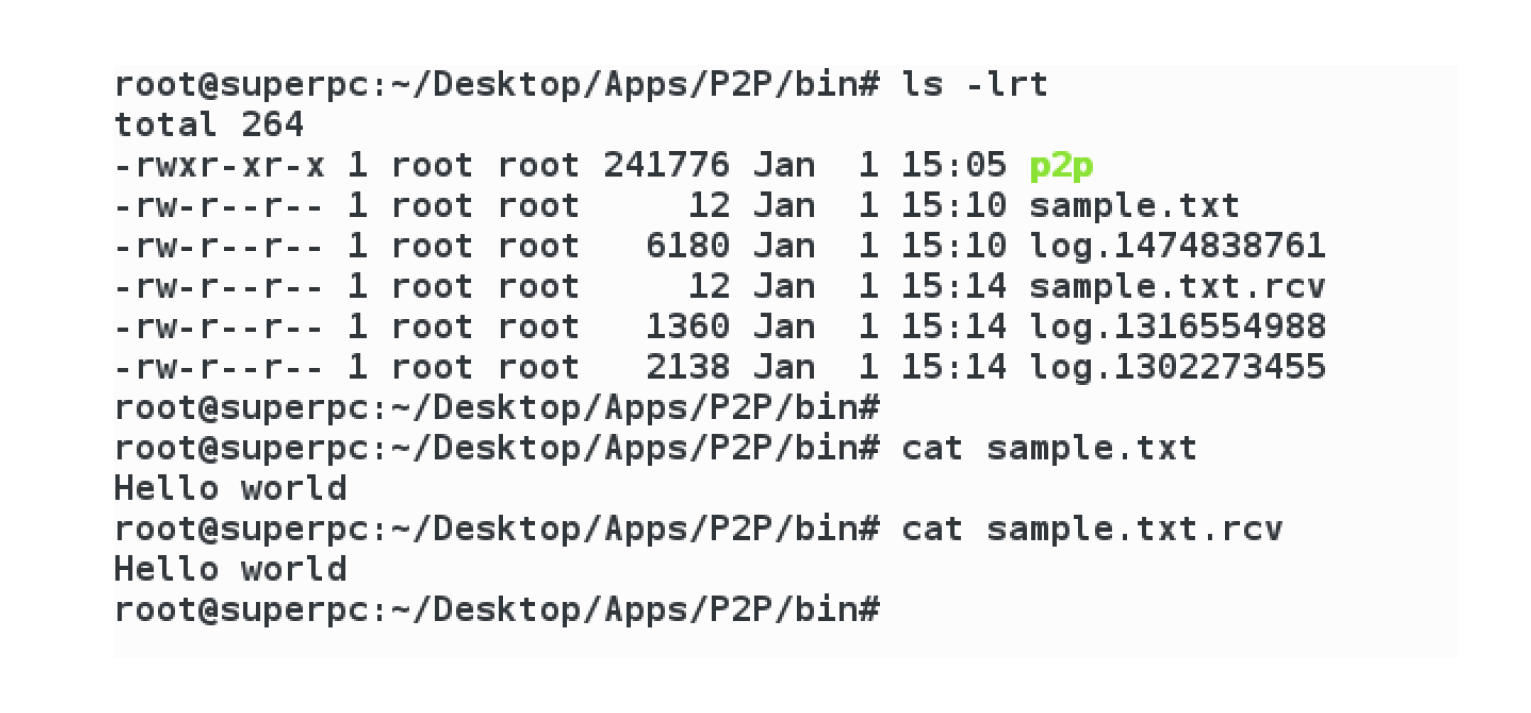 root@superpc:~/Desktop/Apps/P2P/bin# ls -lrt
total 264
-rwxr-xr-x 1 root root 241776 Jan  1 15:05 p2p
-rw-r--r-- 1 root root     12 Jan  1 15:10 sample.txt
-rw-r--r-- 1 root root   6180 Jan  1 15:10 log.1474838761
-rw-r--r-- 1 root root     12 Jan  1 15:14 sample.txt.rcv
-rw-r--r-- 1 root root   1360 Jan  1 15:14 log.1316554988
-rw-r--r-- 1 root root   2138 Jan  1 15:14 log.1302273455
root@superpc:~/Desktop/Apps/P2P/bin#
root@superpc:~/Desktop/Apps/P2P/bin# cat sample.txt
Hello world
root@superpc:~/Desktop/Apps/P2P/bin# cat sample.txt.rcv
Hello world
root@superpc:~/Desktop/Apps/P2P/bin#